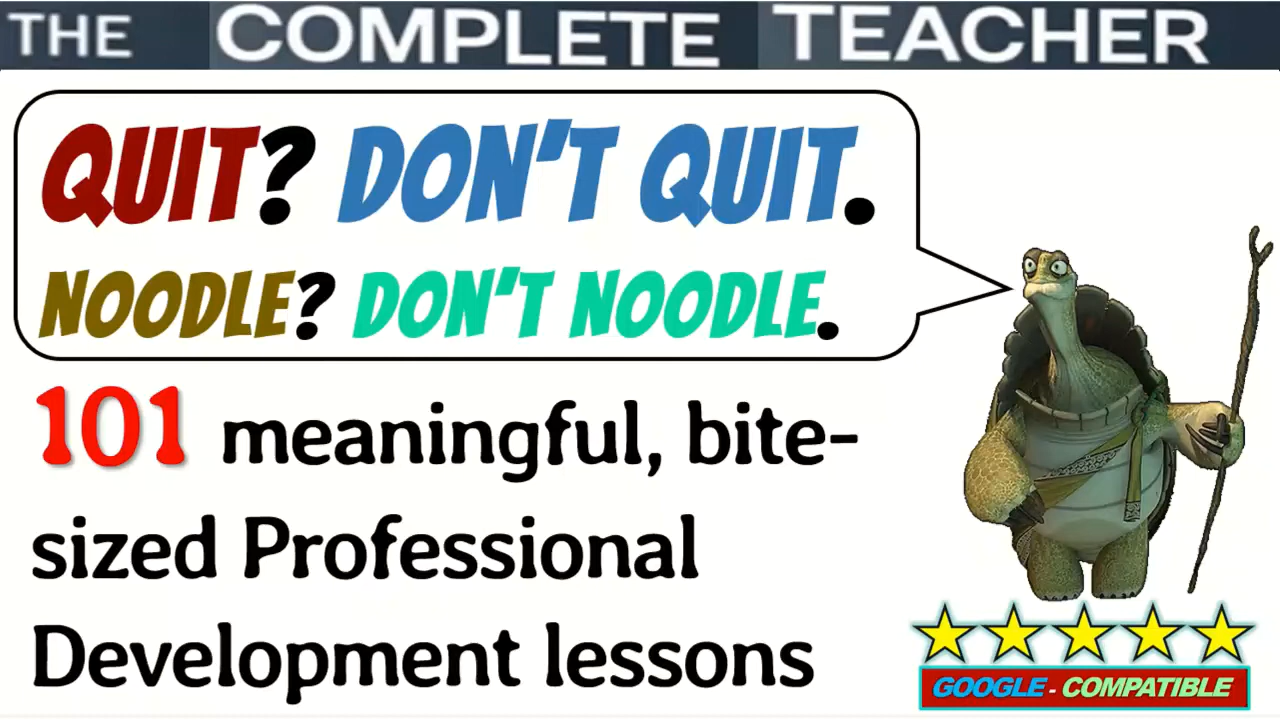 THE COMPLETE TEACHER
QUIT? DON'T QUIT.
NOODLE? DON'T NOODLE.
101 meaningful, bite-
sized Professional
Development lessons
GOOGLE - COMPATIBLE